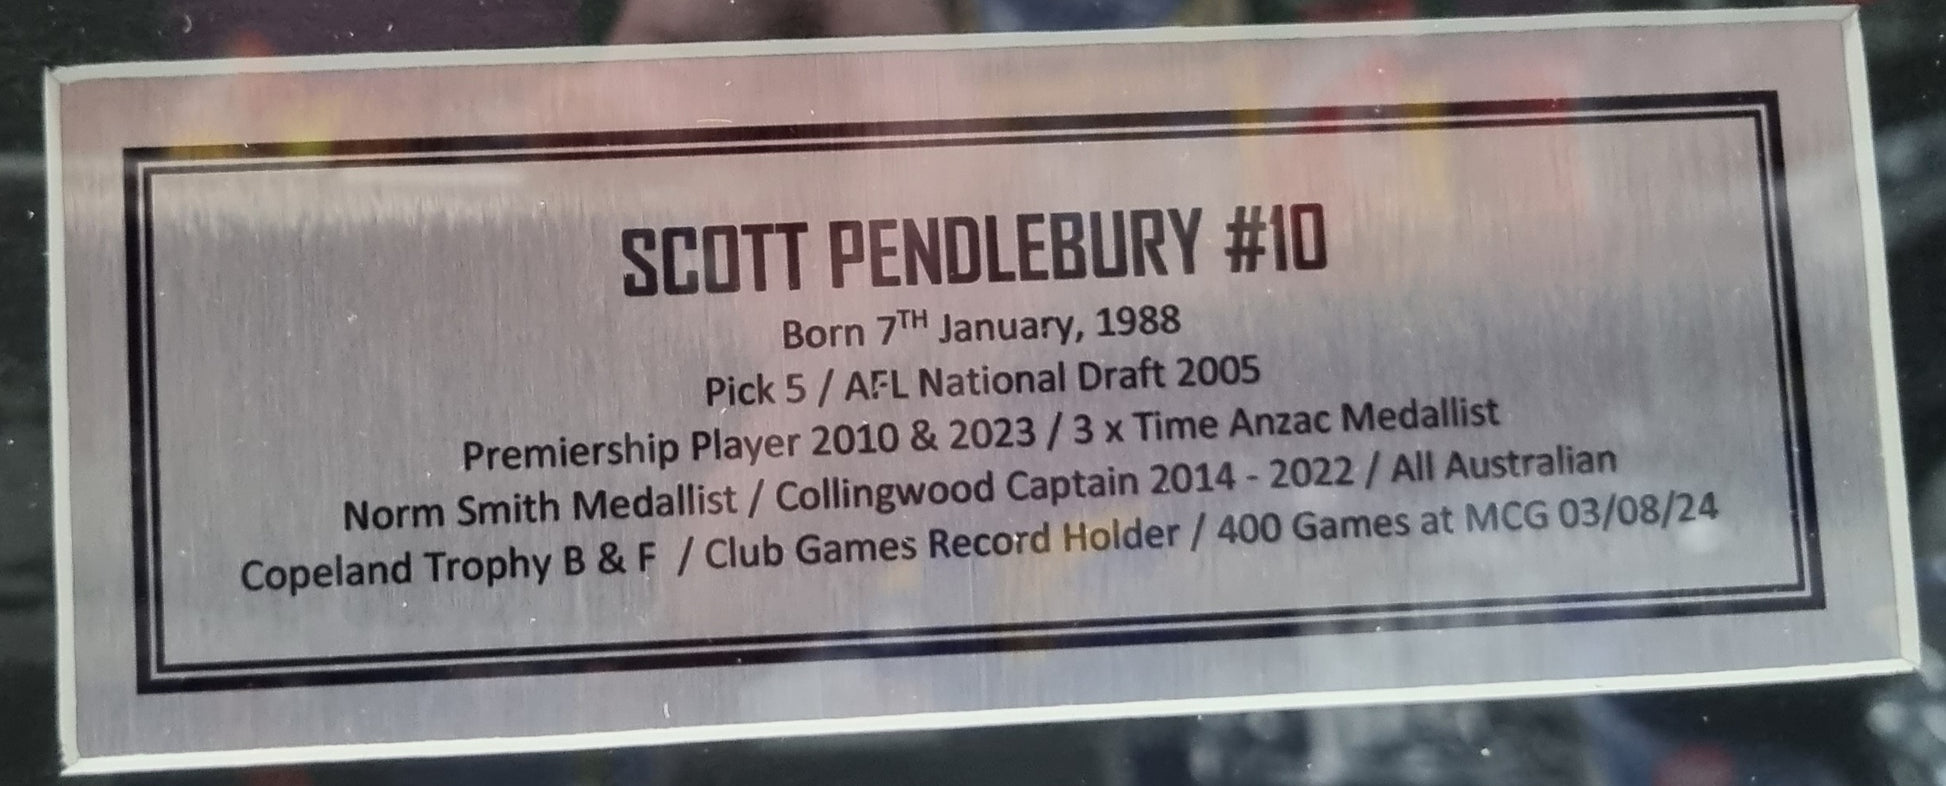 SCOTT PENDLEBURY #10
Born 7TH January, 1988
Pick 5 / AFL National Draft 2005
Premiership Player 2010 & 2023 / 3 x Time Anzac Medallist
Norm Smith Medallist / Collingwood Captain 2014 - 2022 / All Australian
Copeland Trophy B & F / Club Games Record Holder / 400 Games at MCG 03/08/24